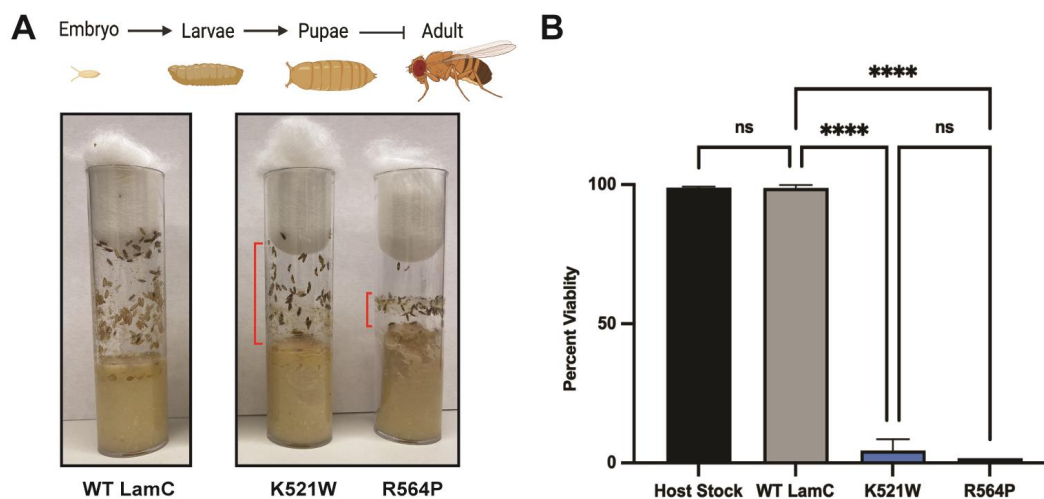 A
Embryo Larvae Pupae Adult
WT LamC K521W R564P
B
****
ns **** ns
100
50
0
Percent Viablity
Host Stock WT LamC K521W R564P